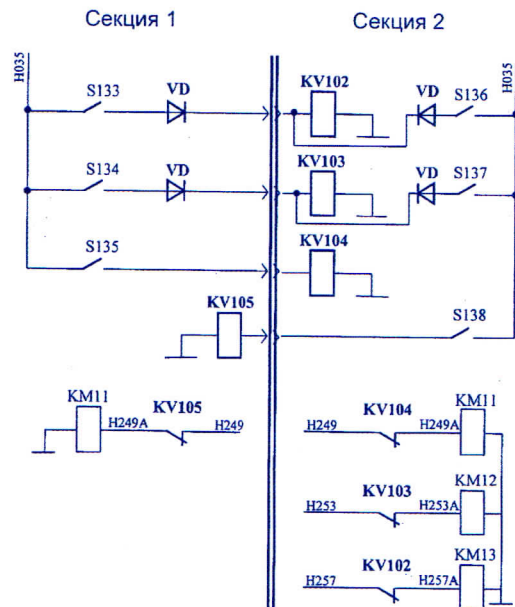 Секция 1
Секция 2
H035
H035
S133
VD
KV102
VD
S136
S134
VD
KV103
VD
S137
S135
KV104
KV105
S138
KM11
H249A
KV105
H249
H249
KV104
H249A
KM11
H253
KV103
H253A
KM12
H257
KV102
H257A
KM13